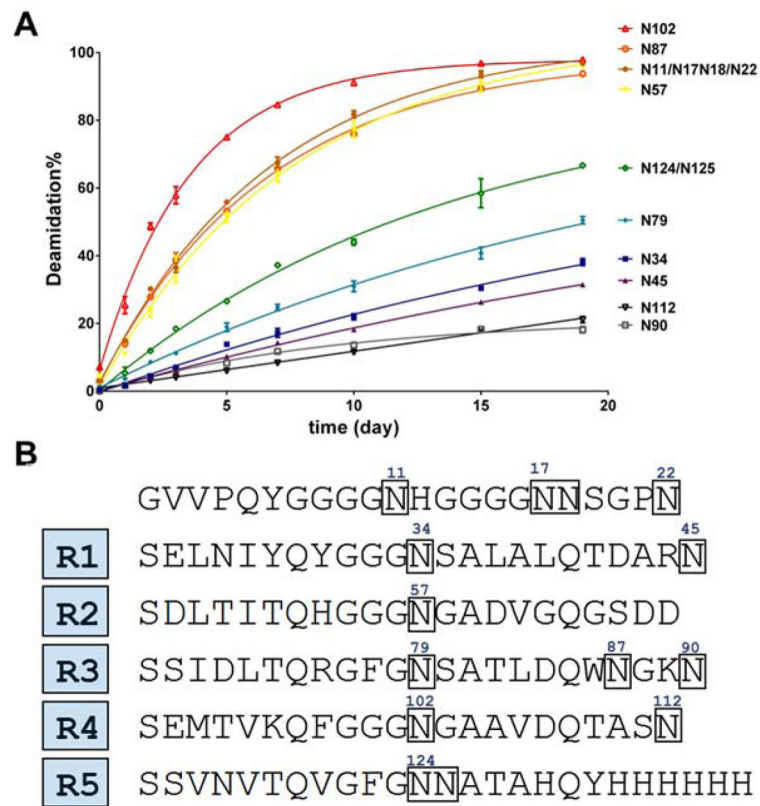 A
N102
N87
N11/N17N18/N22
N57
N124/N125
N79
N34
N45
N112
N90
Deamidation%
100
80
60
40
20
0
0 5 10 15 20
time (day)
B
11 17 22
GVVPQYGGGGNHGGGGNNSGPN
34 45
R1 SELNIYQYGGGNSALALQTDARN
57
R2 SDLTITQHGGGNGADVGQGSDD
79 87 90
R3 SSIDLTQRGFGNSATLDQWNGKN
102 112
R4 SEMTVKQFGGGNGAAVDQTASN
124
R5 SSVNVTQVGFGNNATAHQYHHHHHH